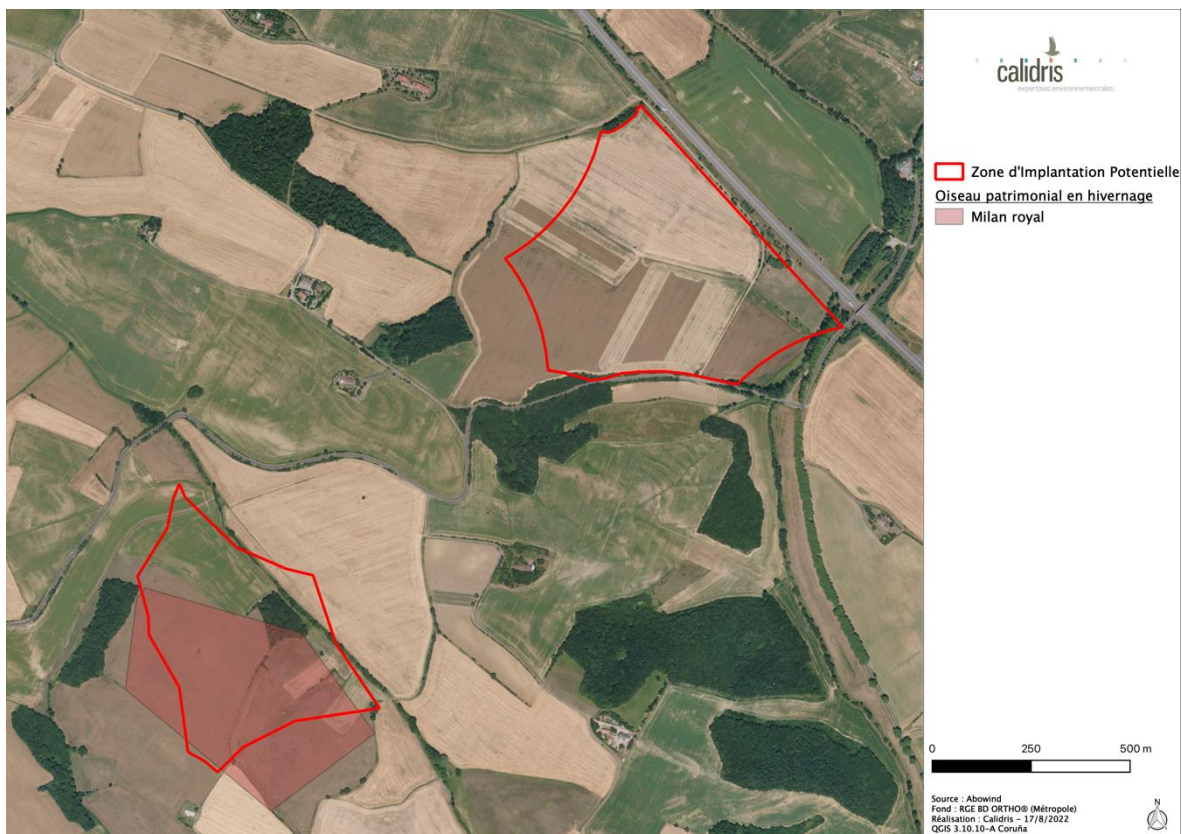 calidris
expertises environnementales
Zone d'Implantation Potentielle
Oiseau patrimonial en hivernage
Milan royal
0 250 500 m
Source : Abowind
Fond : RGE BD ORTHO® (Métropole)
Réalisation : Calidris - 17/8/2022
QGIS 3.10.10-A Coruña
N